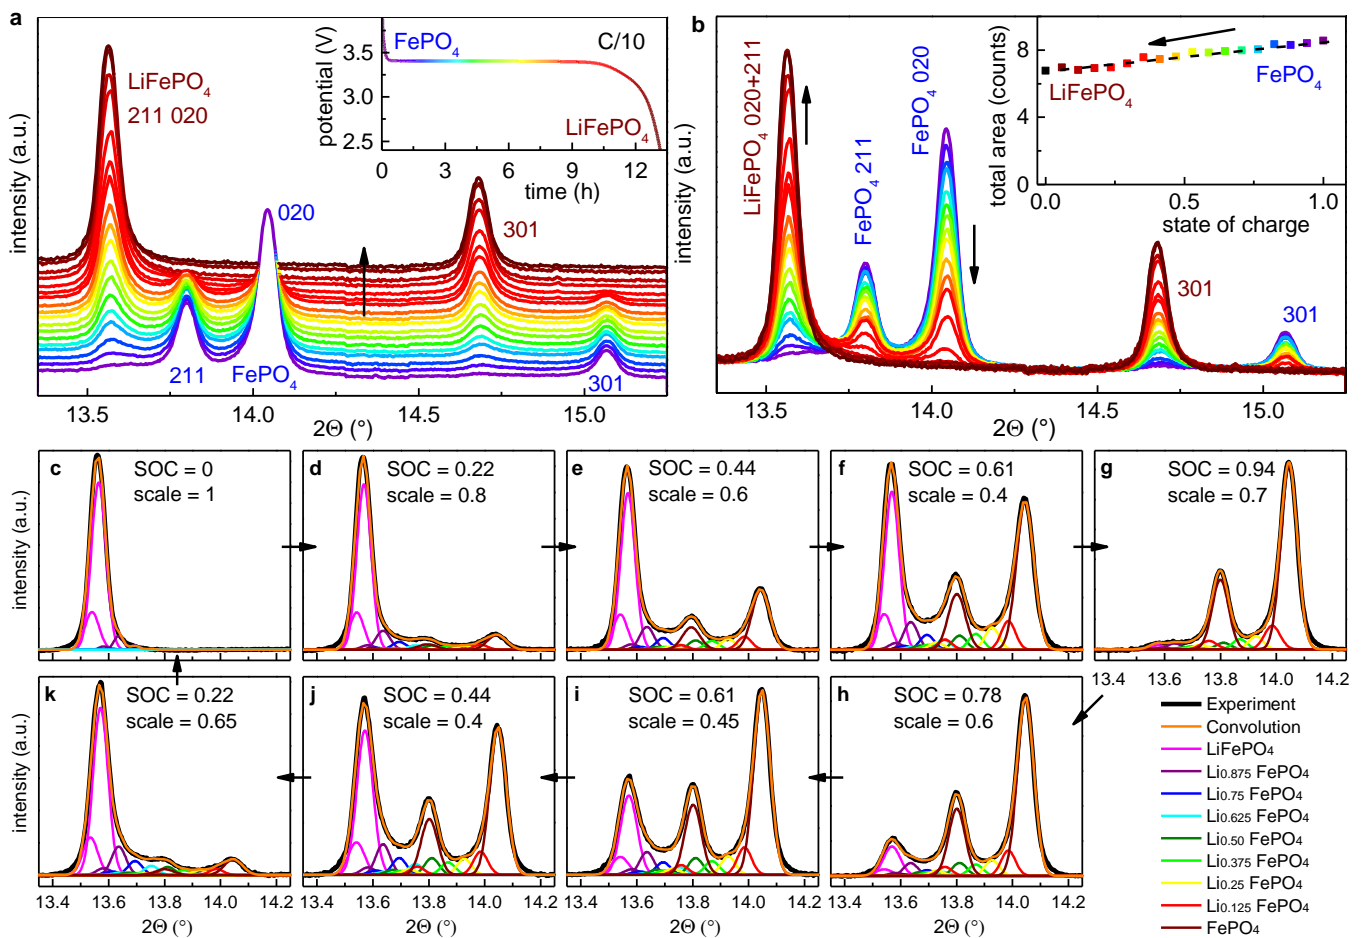 a
LiFePO4
211 020
intensity (a.u.)
potential (V)
3.5
3.0
2.5
FePO4
C/10
LiFePO4
0 3 6 9 12
time (h)
020
301
211
FePO4
301
13.5 14.0 14.5 15.0
2Θ (°)
b
LiFePO4 020+211
FePO4 211
FePO4 020
intensity (a.u.)
total area (counts)
8
4
0
LiFePO4
FePO4
0.0 0.5 1.0
state of charge
301
301
13.5 14.0 14.5 15.0
2Θ (°)
intensity (a.u.)
c
SOC = 0
scale = 1
d
SOC = 0.22
scale = 0.8
e
SOC = 0.44
scale = 0.6
f
SOC = 0.61
scale = 0.4
g
SOC = 0.94
scale = 0.7
13.4 13.6 13.8 14.0 14.2
intensity (a.u.)
k
SOC = 0.22
scale = 0.65
13.4 13.6 13.8 14.0
2Θ (°)
j
SOC = 0.44
scale = 0.4
13.4 13.6 13.8 14.0
2Θ (°)
i
SOC = 0.61
scale = 0.45
13.4 13.6 13.8 14.0
2Θ (°)
h
SOC = 0.78
scale = 0.6
13.4 13.6 13.8 14.0 14.2
2Θ (°)
Experiment
Convolution
LiFePO4
Li0.875 FePO4
Li0.75 FePO4
Li0.625 FePO4
Li0.50 FePO4
Li0.375 FePO4
Li0.25 FePO4
Li0.125 FePO4
FePO4